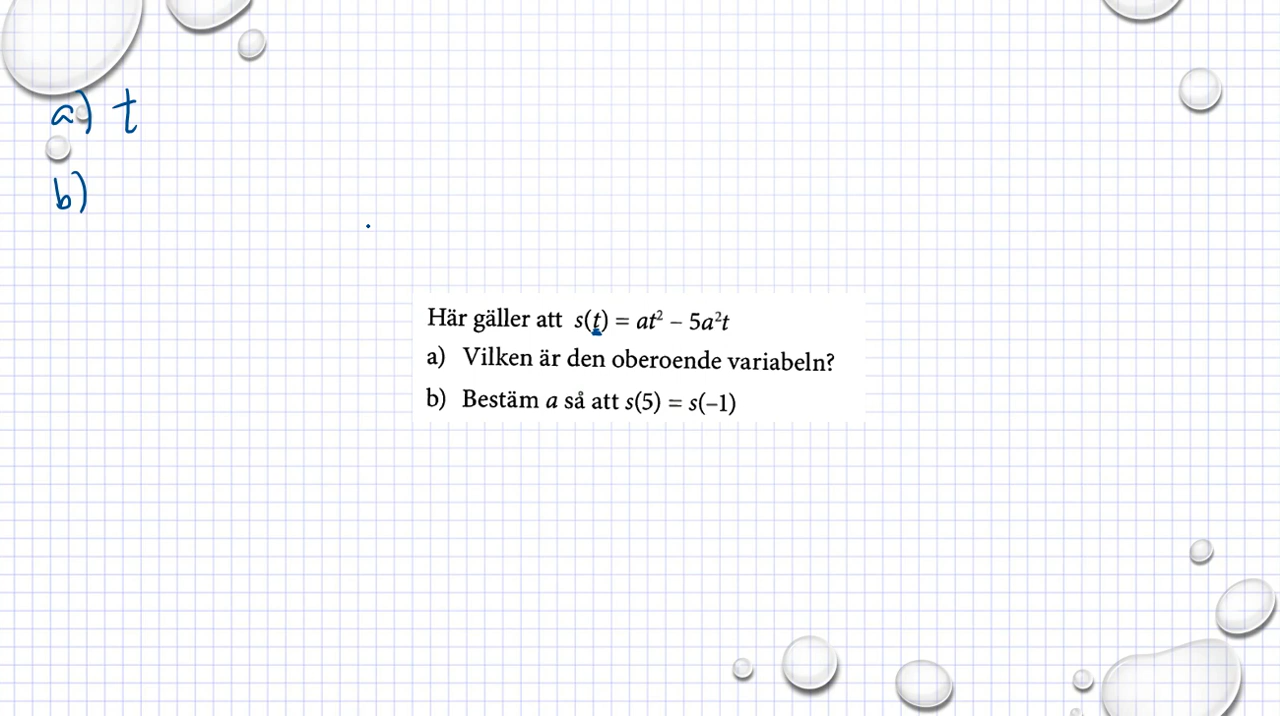 a) t
b)
Här gäller att s(t) = at² – 5a²t
a) Vilken är den oberoende variabeln?
b) Bestäm a så att s(5) = s(–1)